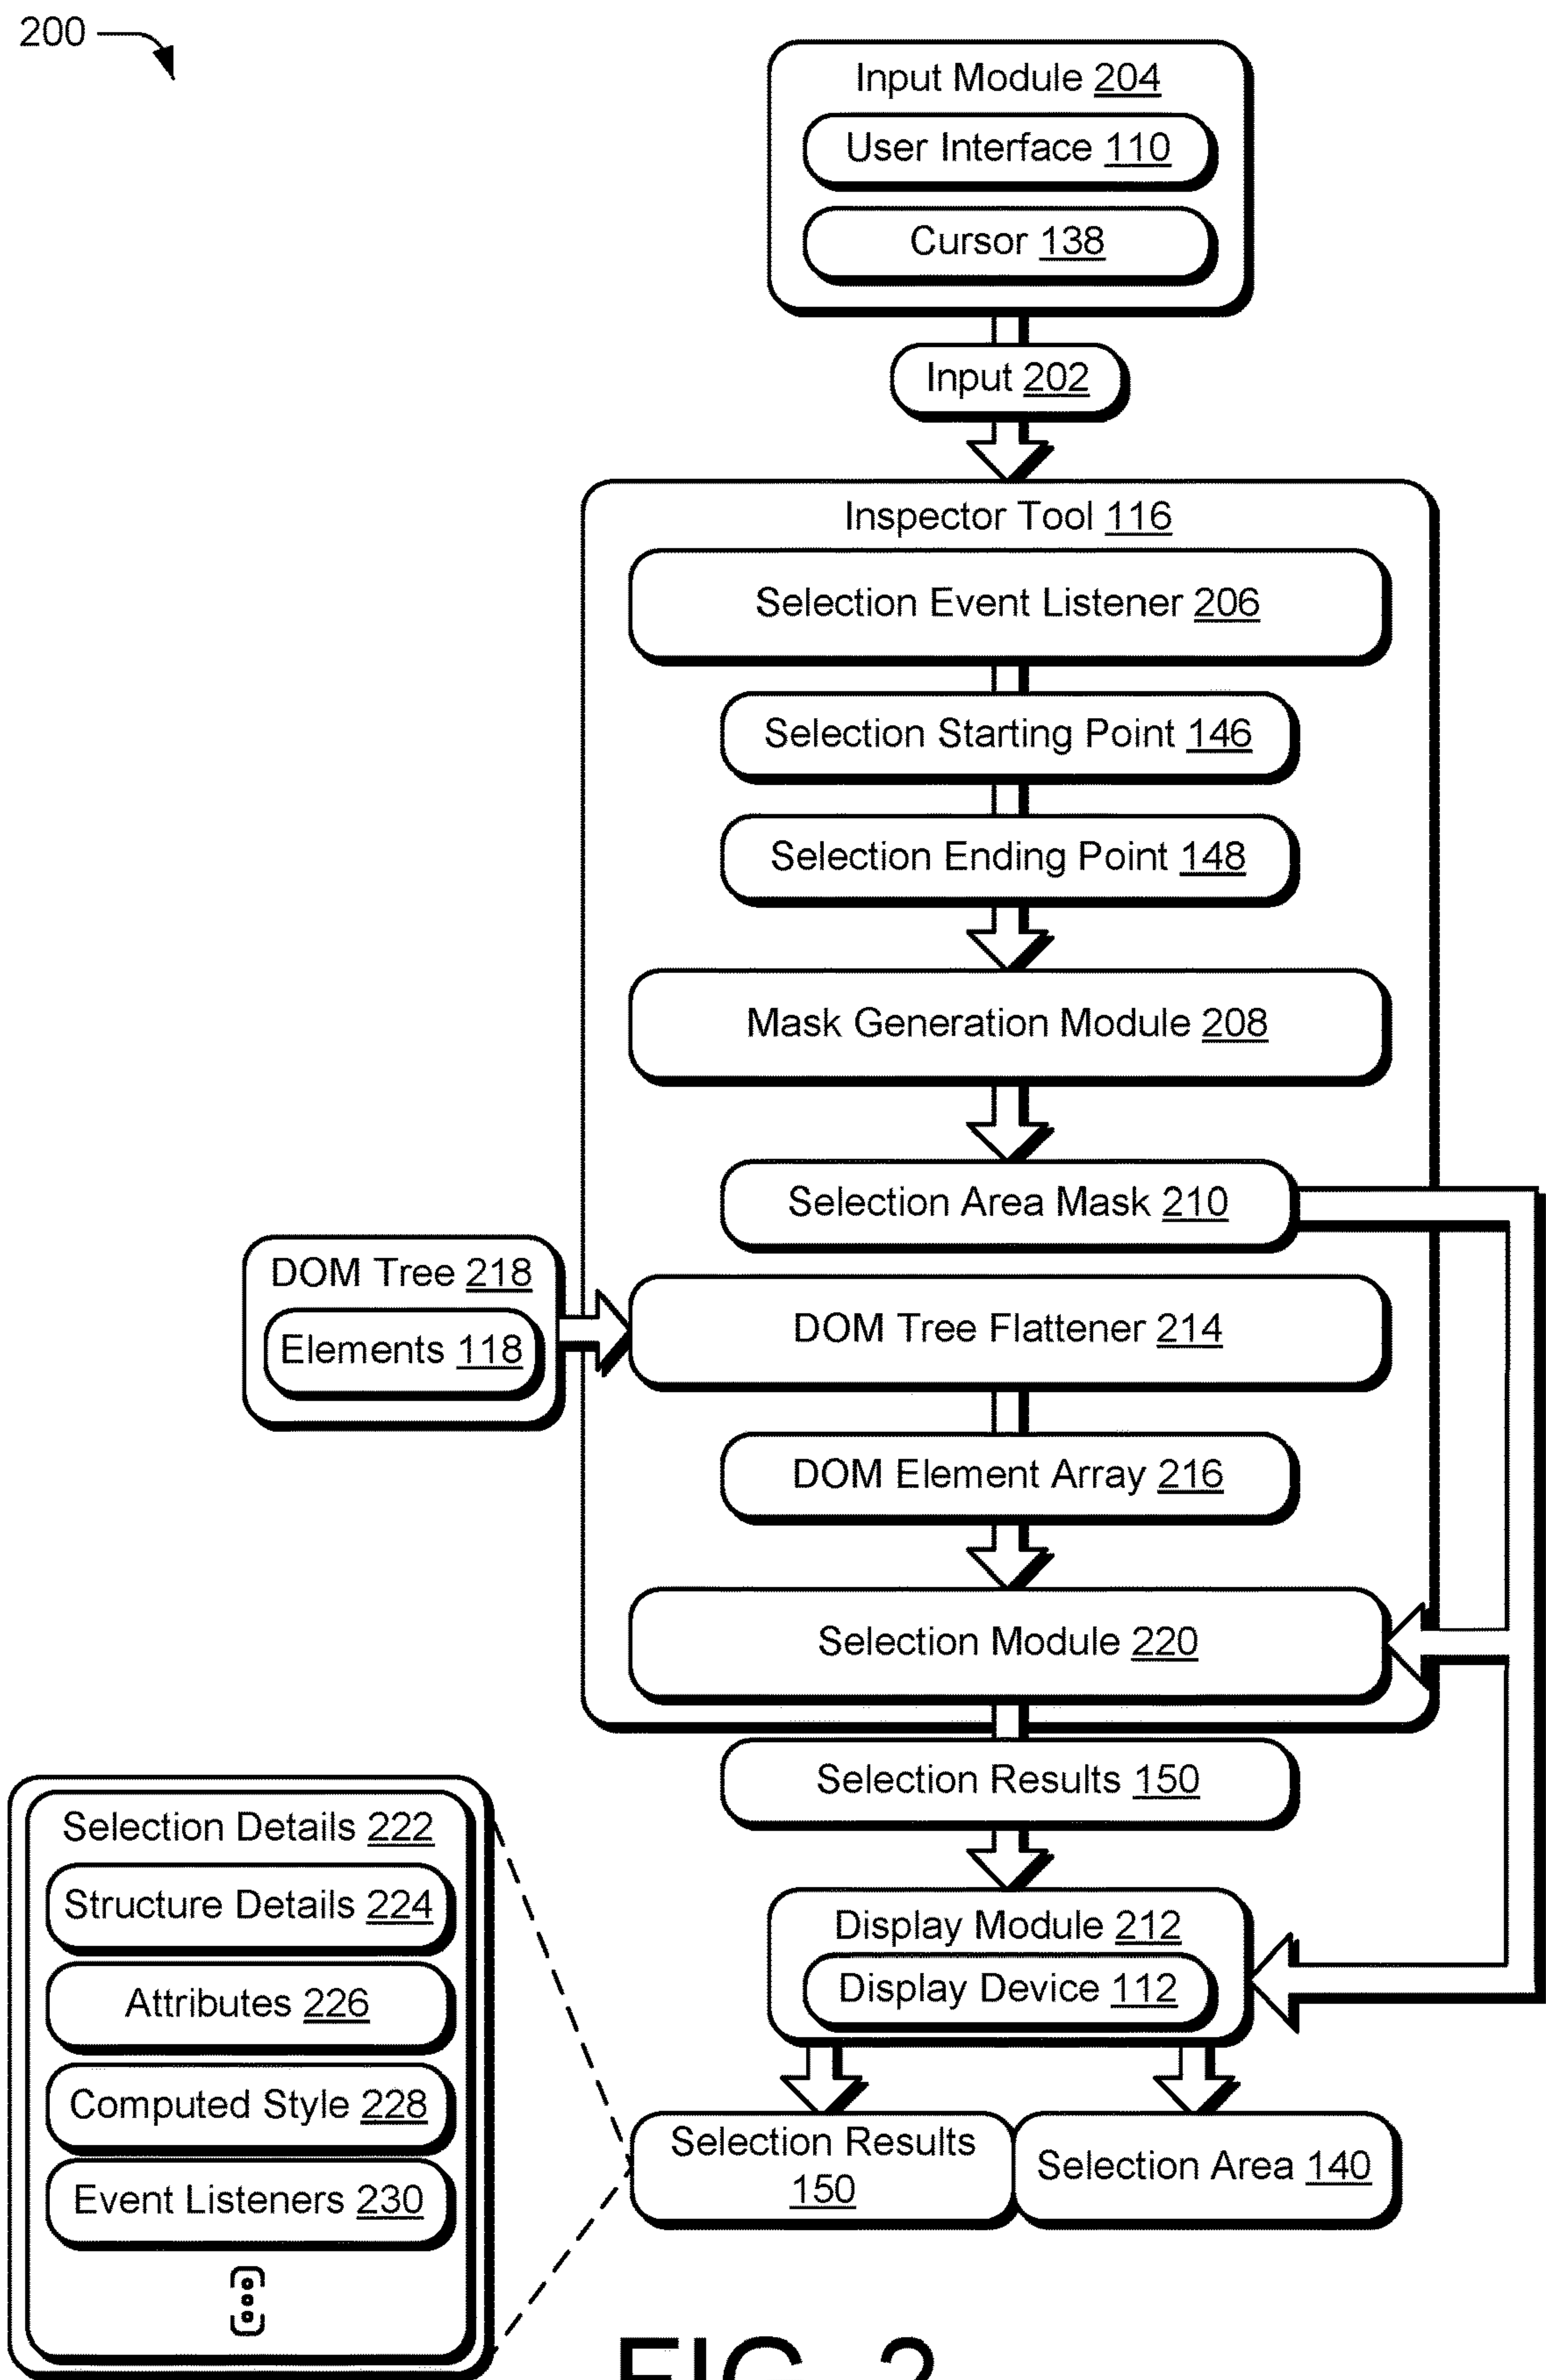 200
Input Module 204
User Interface 110
Cursor 138
Input 202
Inspector Tool 116
Selection Event Listener 206
Selection Starting Point 146
Selection Ending Point 148
Mask Generation Module 208
Selection Area Mask 210
DOM Tree 218
Elements 118
DOM Tree Flattener 214
DOM Element Array 216
Selection Module 220
Selection Results 150
Selection Details 222
Structure Details 224
Attributes 226
Computed Style 228
Event Listeners 230
Display Module 212
Display Device 112
Selection Results
150
Selection Area 140
FIG. 2